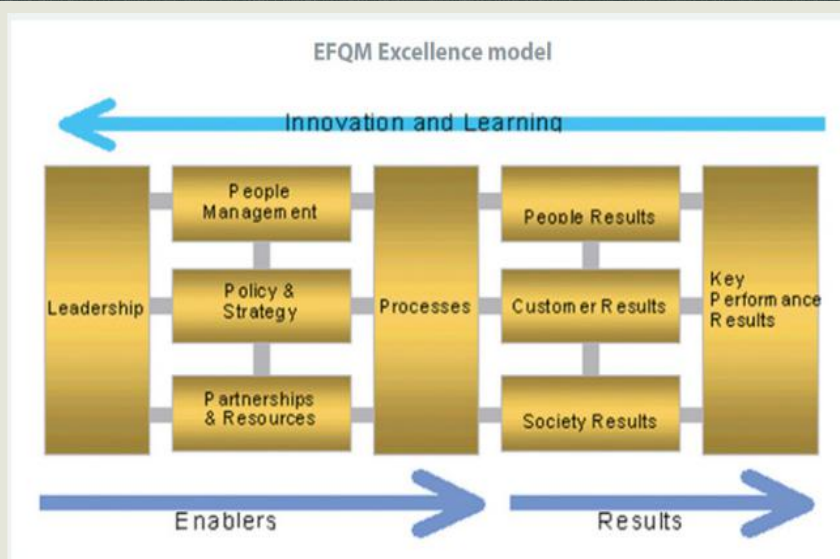 EFQM Excellence model
Innovation and Learning
Leadership
People
Management
Policy &
Strategy
Partnerships
& Resources
Processes
People Results
Customer Results
Society Results
Key
Performance
Results
Enablers
Results